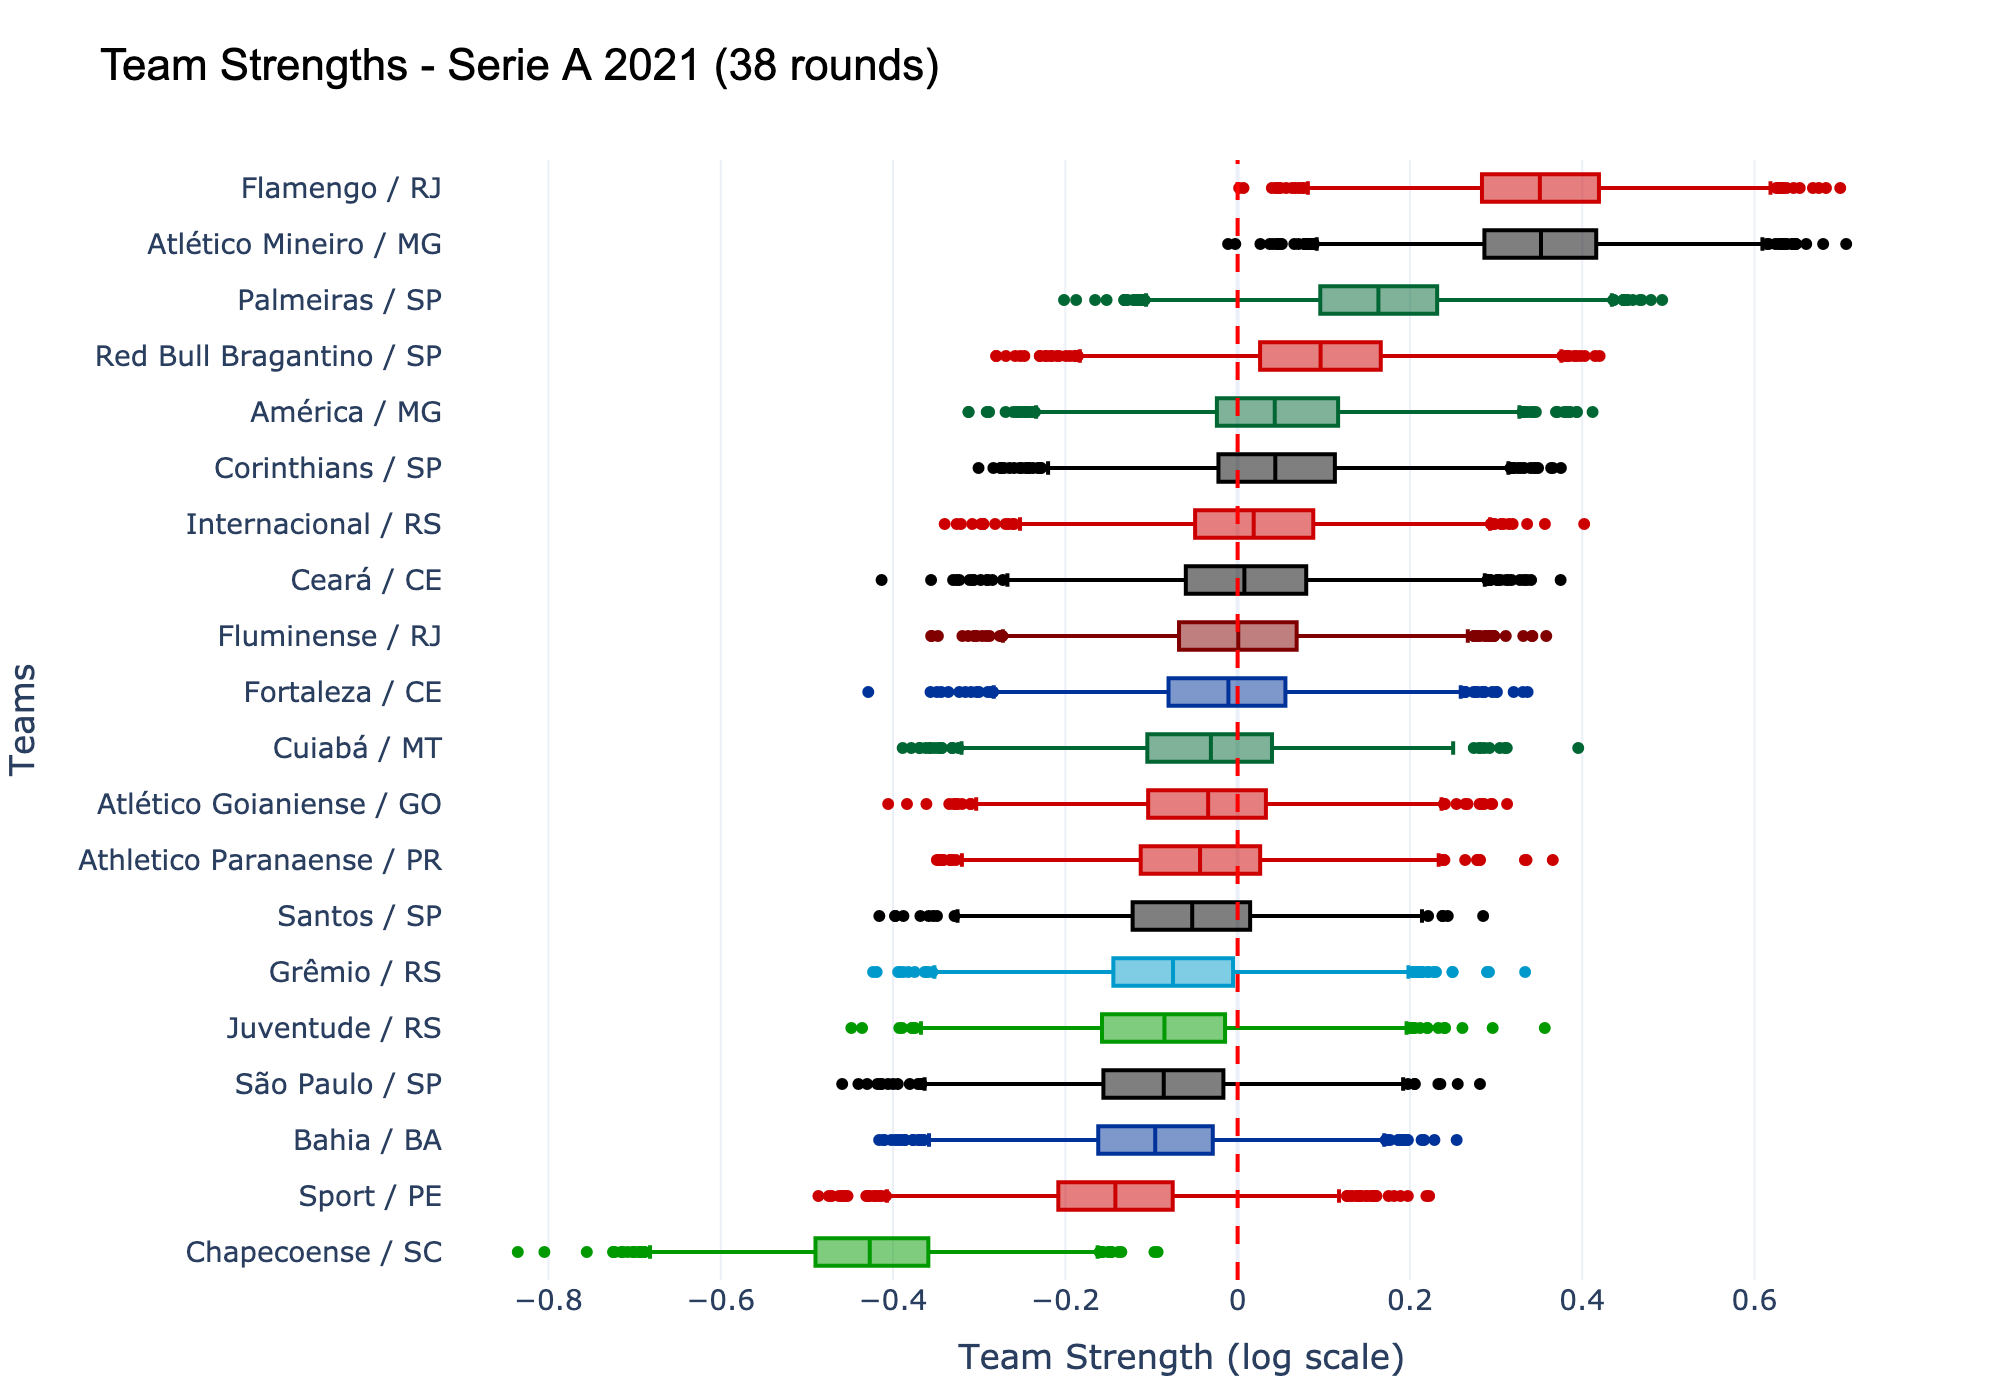 Team Strengths - Serie A 2021 (38 rounds)
Teams
Flamengo / RJ
Atlético Mineiro / MG
Palmeiras / SP
Red Bull Bragantino / SP
América / MG
Corinthians / SP
Internacional / RS
Ceará / CE
Fluminense / RJ
Fortaleza / CE
Cuiabá / MT
Atlético Goianiense / GO
Athletico Paranaense / PR
Santos / SP
Grêmio / RS
Juventude / RS
São Paulo / SP
Bahia / BA
Sport / PE
Chapecoense / SC
−0.8 −0.6 −0.4 −0.2 0 0.2 0.4 0.6
Team Strength (log scale)